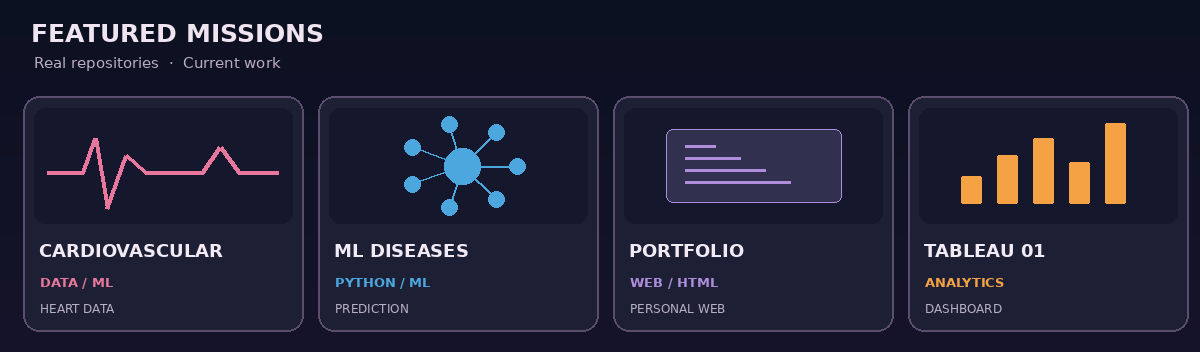 FEATURED MISSIONS
Real repositories · Current work
CARDIOVASCULAR
DATA / ML
HEART DATA
ML DISEASES
PYTHON / ML
PREDICTION
PORTFOLIO
WEB / HTML
PERSONAL WEB
TABLEAU 01
ANALYTICS
DASHBOARD